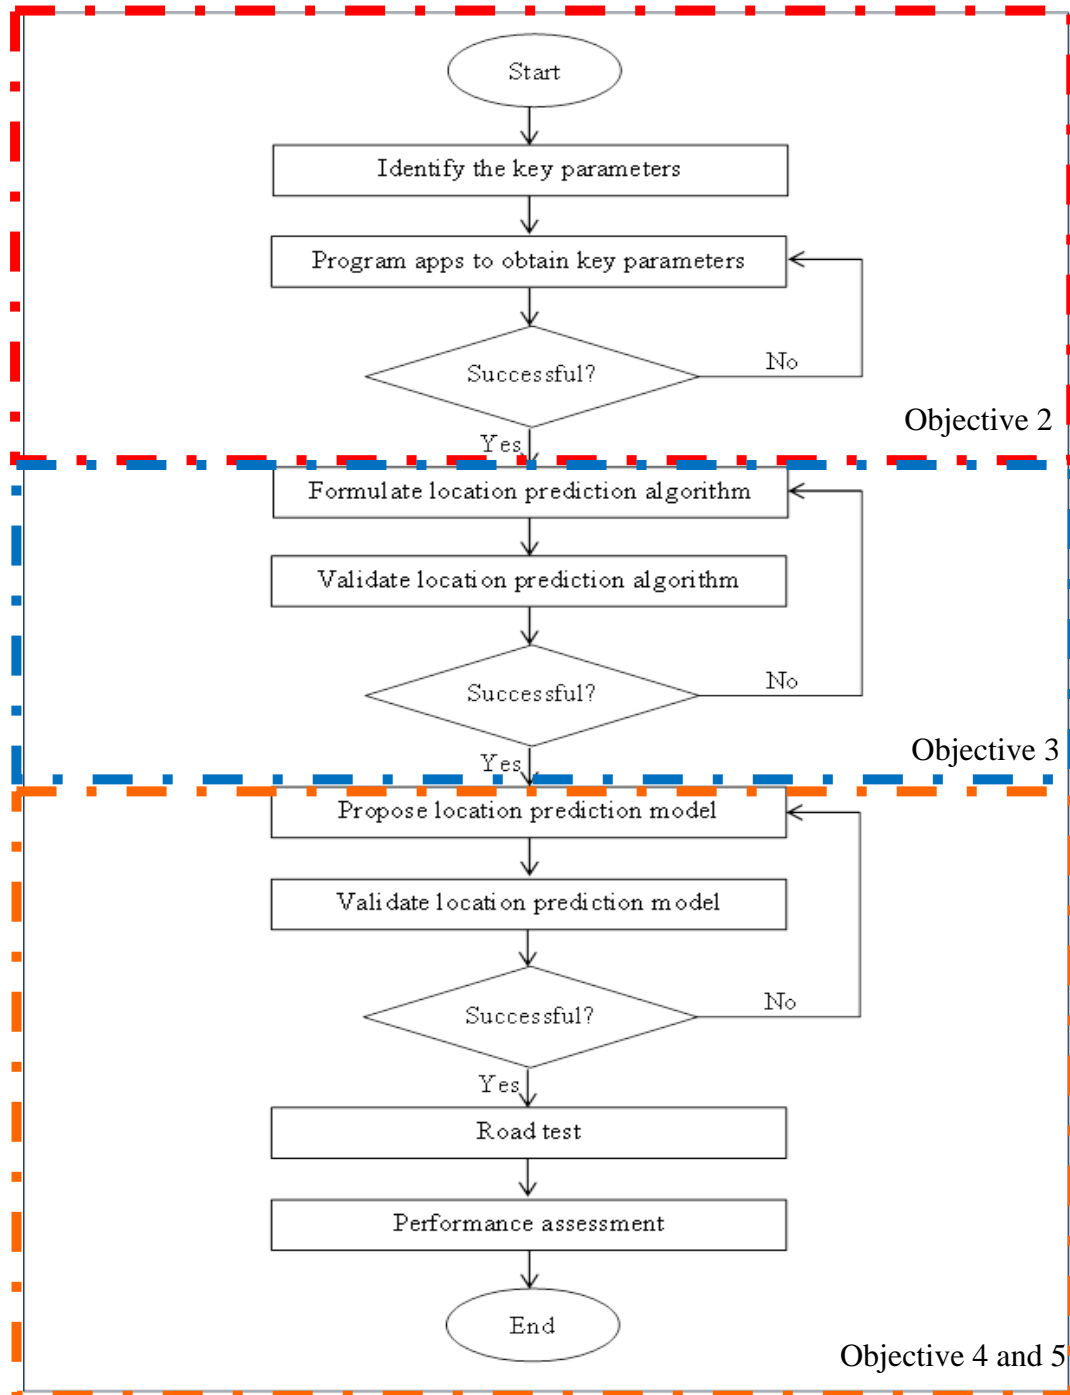 Start
Identify the key parameters
Program apps to obtain key parameters
Successful?
No
Objective 2
Yes
Formulate location prediction algorithm
Validate location prediction algorithm
Successful?
No
Objective 3
Yes
Propose location prediction model
Validate location prediction model
Successful?
No
Yes
Road test
Performance assessment
End
Objective 4 and 5